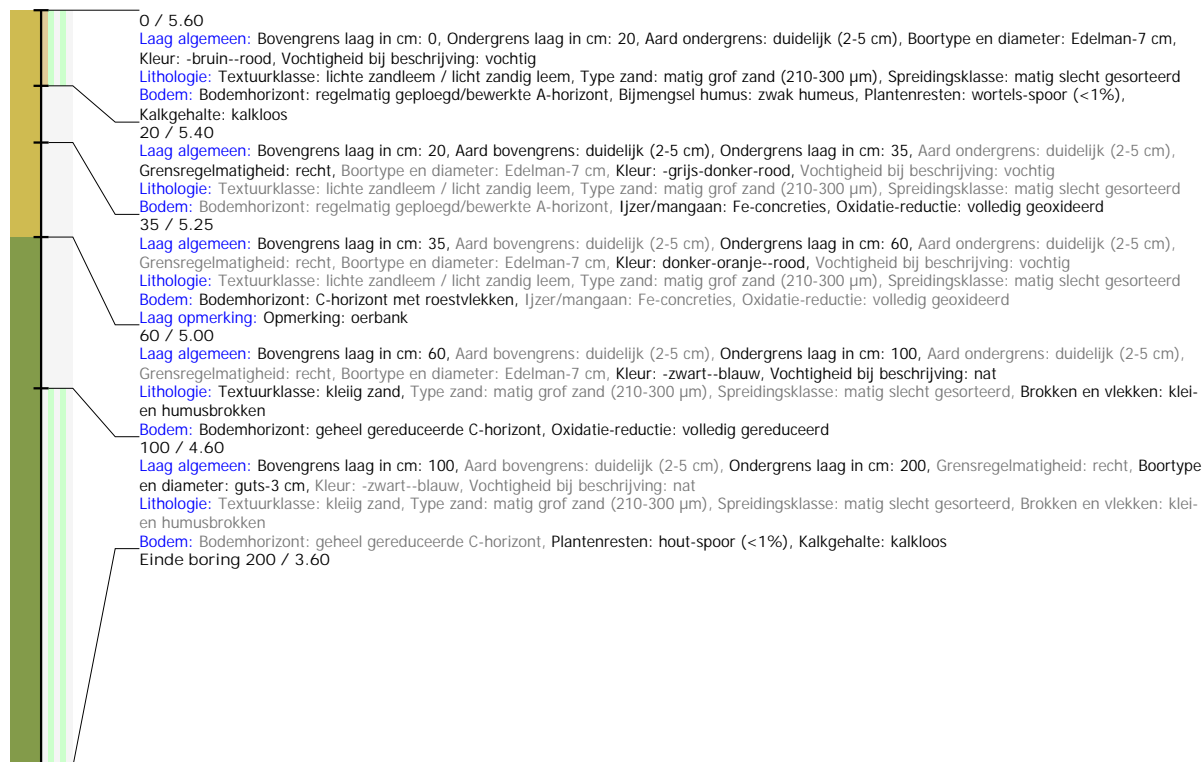 0 / 5.60
Laag algemeen: Bovengrens laag in cm: 0, Ondergrens laag in cm: 20, Aard ondergrens: duidelijk (2-5 cm), Boortype en diameter: Edelman-7 cm,
Kleur: -bruin--rood, Vochtigheid bij beschrijving: vochtig
Lithologie: Textuurklasse: lichte zandleem / licht zandig leem, Type zand: matig grof zand (210-300 µm), Spreidingsklasse: matig slecht gesorteerd
Bodem: Bodemhorizont: regelmatig geploegd/bewerkte A-horizont, Bijmengsel humus: zwak humeus, Plantenresten: wortels-spoor (<1%),
Kalkgehalte: kalkloos
20 / 5.40
Laag algemeen: Bovengrens laag in cm: 20, Aard bovengrens: duidelijk (2-5 cm), Ondergrens laag in cm: 35, Aard ondergrens: duidelijk (2-5 cm),
Grensregelmatigheid: recht, Boortype en diameter: Edelman-7 cm, Kleur: -grijs-donker-rood, Vochtigheid bij beschrijving: vochtig
Lithologie: Textuurklasse: lichte zandleem / licht zandig leem, Type zand: matig grof zand (210-300 µm), Spreidingsklasse: matig slecht gesorteerd
Bodem: Bodemhorizont: regelmatig geploegd/bewerkte A-horizont, Ijzer/mangaan: Fe-concreties, Oxidatie-reductie: volledig geoxideerd
35 / 5.25
Laag algemeen: Bovengrens laag in cm: 35, Aard bovengrens: duidelijk (2-5 cm), Ondergrens laag in cm: 60, Aard ondergrens: duidelijk (2-5 cm),
Grensregelmatigheid: recht, Boortype en diameter: Edelman-7 cm, Kleur: donker-oranje--rood, Vochtigheid bij beschrijving: vochtig
Lithologie: Textuurklasse: lichte zandleem / licht zandig leem, Type zand: matig grof zand (210-300 µm), Spreidingsklasse: matig slecht gesorteerd
Bodem: Bodemhorizont: C-horizont met roestvlekken, Ijzer/mangaan: Fe-concreties, Oxidatie-reductie: volledig geoxideerd
Laag opmerking: Opmerking: oerbank
60 / 5.00
Laag algemeen: Bovengrens laag in cm: 60, Aard bovengrens: duidelijk (2-5 cm), Ondergrens laag in cm: 100, Aard ondergrens: duidelijk (2-5 cm),
Grensregelmatigheid: recht, Boortype en diameter: Edelman-7 cm, Kleur: -zwart--blauw, Vochtigheid bij beschrijving: nat
Lithologie: Textuurklasse: kleiig zand, Type zand: matig grof zand (210-300 µm), Spreidingsklasse: matig slecht gesorteerd, Brokken en vlekken: klei-
en humusbrokken
Bodem: Bodemhorizont: geheel gereduceerde C-horizont, Oxidatie-reductie: volledig gereduceerd
100 / 4.60
Laag algemeen: Bovengrens laag in cm: 100, Aard bovengrens: duidelijk (2-5 cm), Ondergrens laag in cm: 200, Grensregelmatigheid: recht, Boortype
en diameter: guts-3 cm, Kleur: -zwart--blauw, Vochtigheid bij beschrijving: nat
Lithologie: Textuurklasse: kleiig zand, Type zand: matig grof zand (210-300 µm), Spreidingsklasse: matig slecht gesorteerd, Brokken en vlekken: klei-
en humusbrokken
Bodem: Bodemhorizont: geheel gereduceerde C-horizont, Plantenresten: hout-spoor (<1%), Kalkgehalte: kalkloos
Einde boring 200 / 3.60